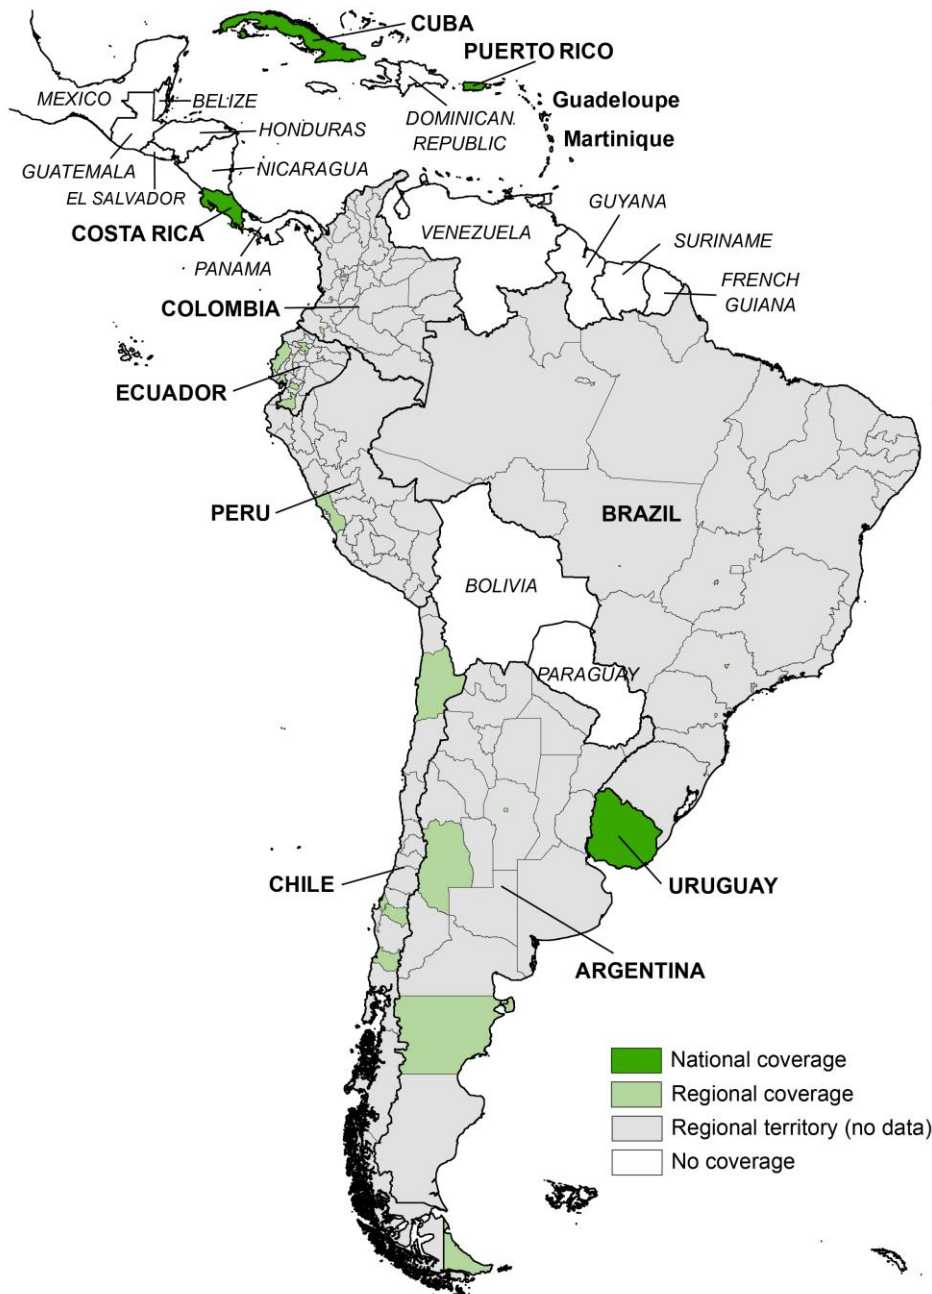 CUBA
PUERTO RICO
MEXICO
BELIZE
Guadeloupe
DOMINICAN
REPUBLIC
HONDURAS
Martinique
GUATEMALA
NICARAGUA
EL SALVADOR
GUYANA
COSTA RICA
VENEZUELA
SURINAME
PANAMA
FRENCH
GUIANA
COLOMBIA
ECUADOR
PERU
BRAZIL
BOLIVIA
PARAGUAY
CHILE
URUGUAY
ARGENTINA
National coverage
Regional coverage
Regional territory (no data)
No coverage